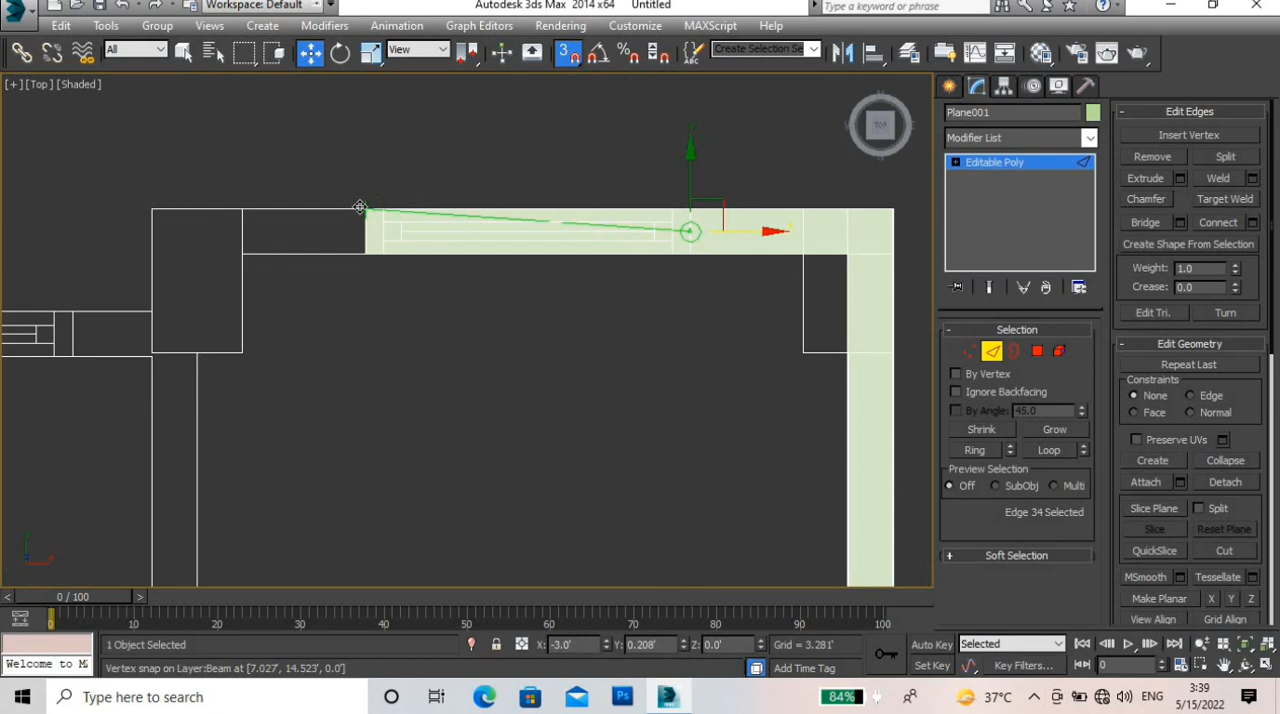 Workspace: Default
Autodesk 3ds Max 2014 x64 Untitled
Type a keyword or phrase
Edit Tools Group Views Create Modifiers Animation Graph Editors Rendering Customize MAXScript Help
All View 3 Create Selection Se
[+] [Top] [Shaded]
TOP
Plane001
Modifier List
Editable Poly
Selection
By Vertex
Ignore Backfacing
By Angle: 45.0
Shrink Grow
Ring Loop
Preview Selection
Off SubObj Multi
Edge 34 Selected
Soft Selection
Edit Edges
Insert Vertex
Remove Split
Extrude Weld
Chamfer Target Weld
Bridge Connect
Create Shape From Selection
Weight: 1.0
Crease: 0.0
Edit Tri. Turn
Edit Geometry
Repeat Last
Constraints
None Edge
Face Normal
Preserve UVs
Create Collapse
Attach Detach
Slice Plane Split
Slice Reset Plane
QuickSlice Cut
MSmooth Tessellate
Make Planar X Y Z
View Align Grid Align
0 / 100
0 10 20 30 40 50 60 70 80 90 100
1 Object Selected X: -3.0' Y: 0.208' Z: 0.0' Grid = 3.281' Auto Key Selected
Welcome to M Vertex snap on Layer:Beam at [7.027', 14.523', 0.0'] Add Time Tag Set Key Key Filters... 0
Type here to search
84% 37°C ENG
3:39
5/15/2022